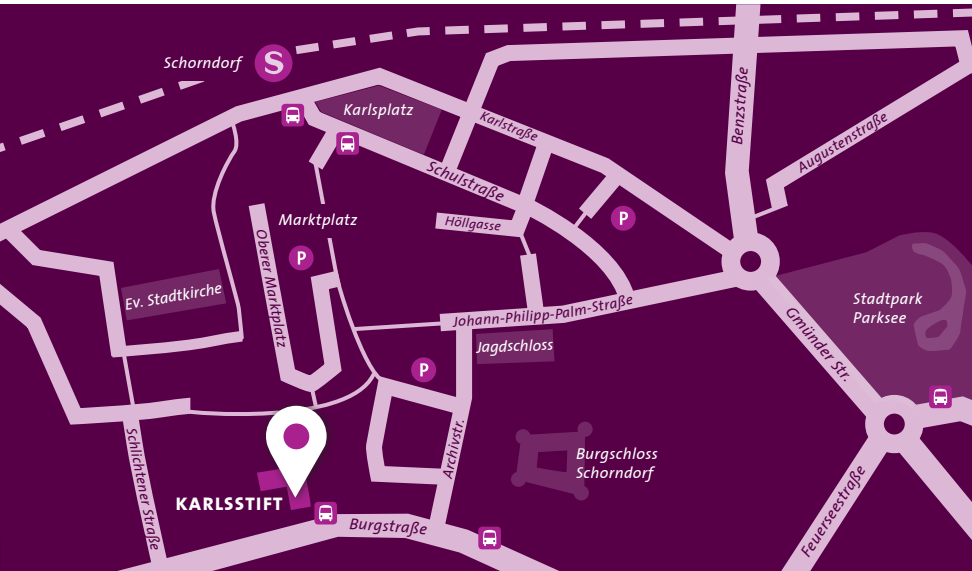 Schorndorf
S
Karlsplatz
Karlstraße
Benzstraße
Augustenstraße
Schulstraße
Marktplatz
P
Höllgasse
P
Oberer Marktplatz
Ev. Stadtkirche
Stadtpark
Parksee
Johann-Philipp-Palm-Straße
Gmünder Str.
Jagdschloss
P
Archivstr.
Burgschloss
Schorndorf
Schlichtener Straße
KARLSSTIFT
Burgstraße
Feuerseestraße